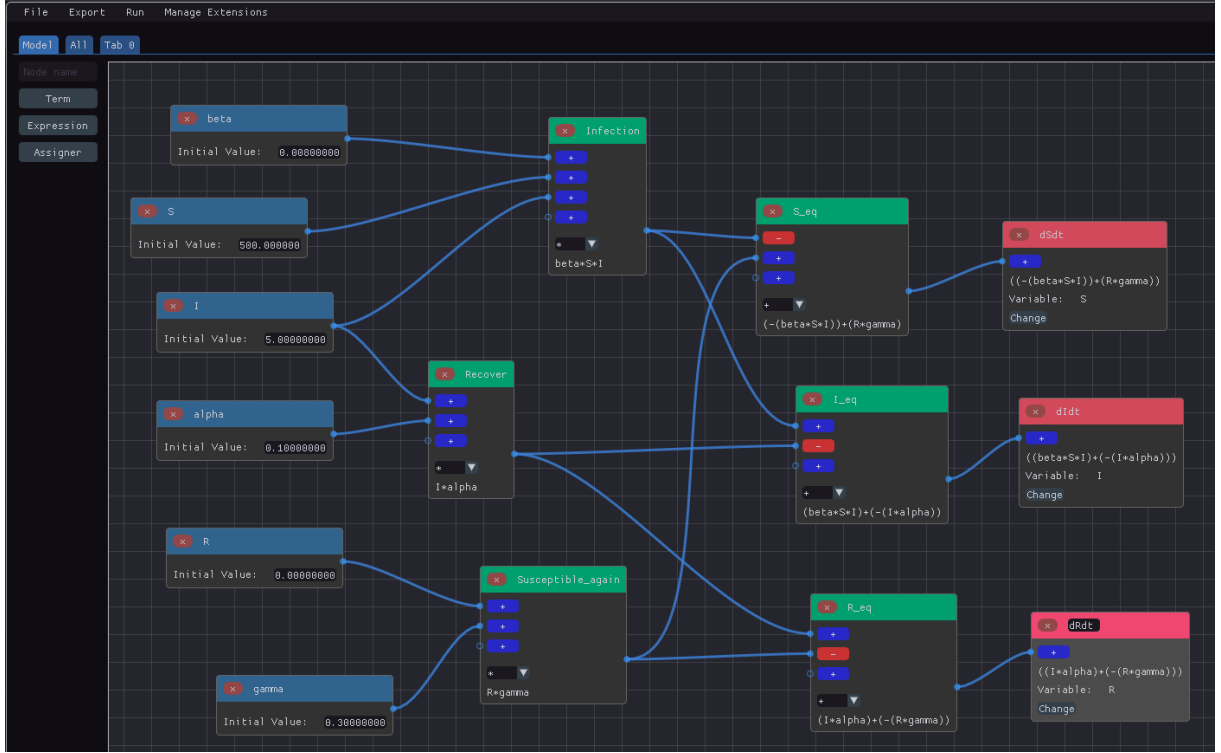 File Export Run Manage Extensions
Model All Tab 0
Node name
Term
Expression
Assigner
× beta
Initial Value: 0.00800000
× S
Initial Value: 500.000000
× I
Initial Value: 5.00000000
× alpha
Initial Value: 0.10000000
× R
Initial Value: 0.00000000
× gamma
Initial Value: 0.30000000
× Infection
+
+
+
+
* ▼
beta*S*I
× Recover
+
+
+
* ▼
I*alpha
× Susceptible_again
+
+
+
* ▼
R*gamma
× S_eq
-
+
+
+ ▼
(-(beta*S*I))+(R*gamma)
× I_eq
+
-
+
+ ▼
(beta*S*I)+(-(I*alpha))
× R_eq
+
-
+
+ ▼
(I*alpha)+(-(R*gamma))
× dSdt
+
((-(beta*S*I))+(R*gamma))
Variable: S
Change
× dIdt
+
((beta*S*I)+(-(I*alpha)))
Variable: I
Change
× dRdt
+
((I*alpha)+(-(R*gamma)))
Variable: R
Change